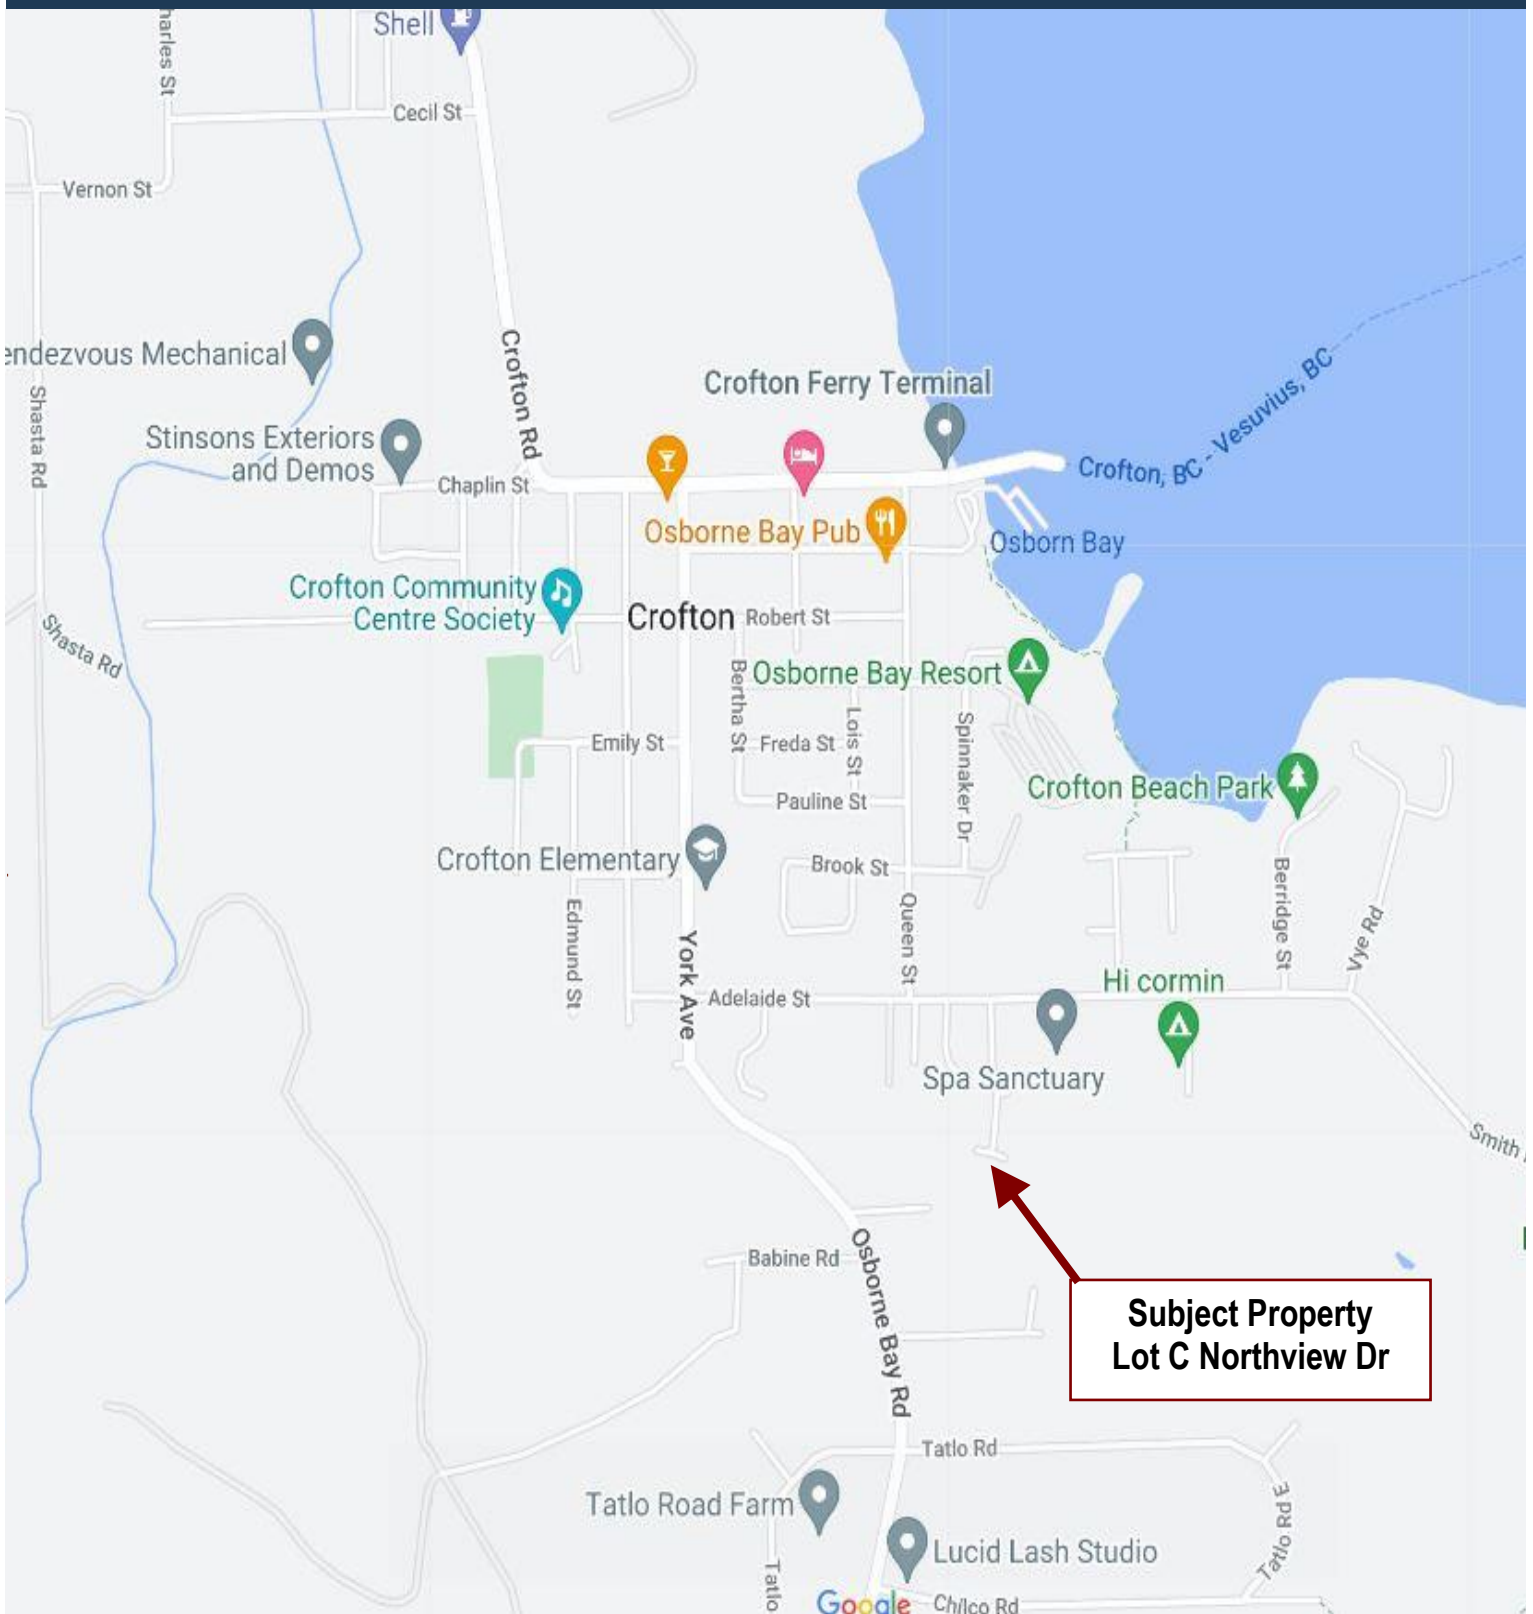 Shell
harles St
Cecil St
Vernon St
endezvous Mechanical
Crofton Rd
Crofton Ferry Terminal
Crofton, BC - Vesuvius, BC
Shasta Rd
Stinsons Exteriors
and Demos
Chaplin St
Osborne Bay Pub
Osborn Bay
Crofton Community
Centre Society
Crofton
Robert St
Shasta Rd
Osborne Bay Resort
Bertha St
Lois St
Spinnaker Dr
Emily St
Freda St
Crofton Beach Park
Pauline St
Crofton Elementary
Brook St
Edmund St
York Ave
Queen St
Berridge St
Vye Rd
Hi cormin
Adelaide St
Spa Sanctuary
Smith
Babine Rd
Osborne Bay Rd
Subject Property
Lot C Northview Dr
Tatlo Rd
Tatlo Road Farm
Tatlo Rd E
Lucid Lash Studio
Tatlo
Google
Chilco Rd